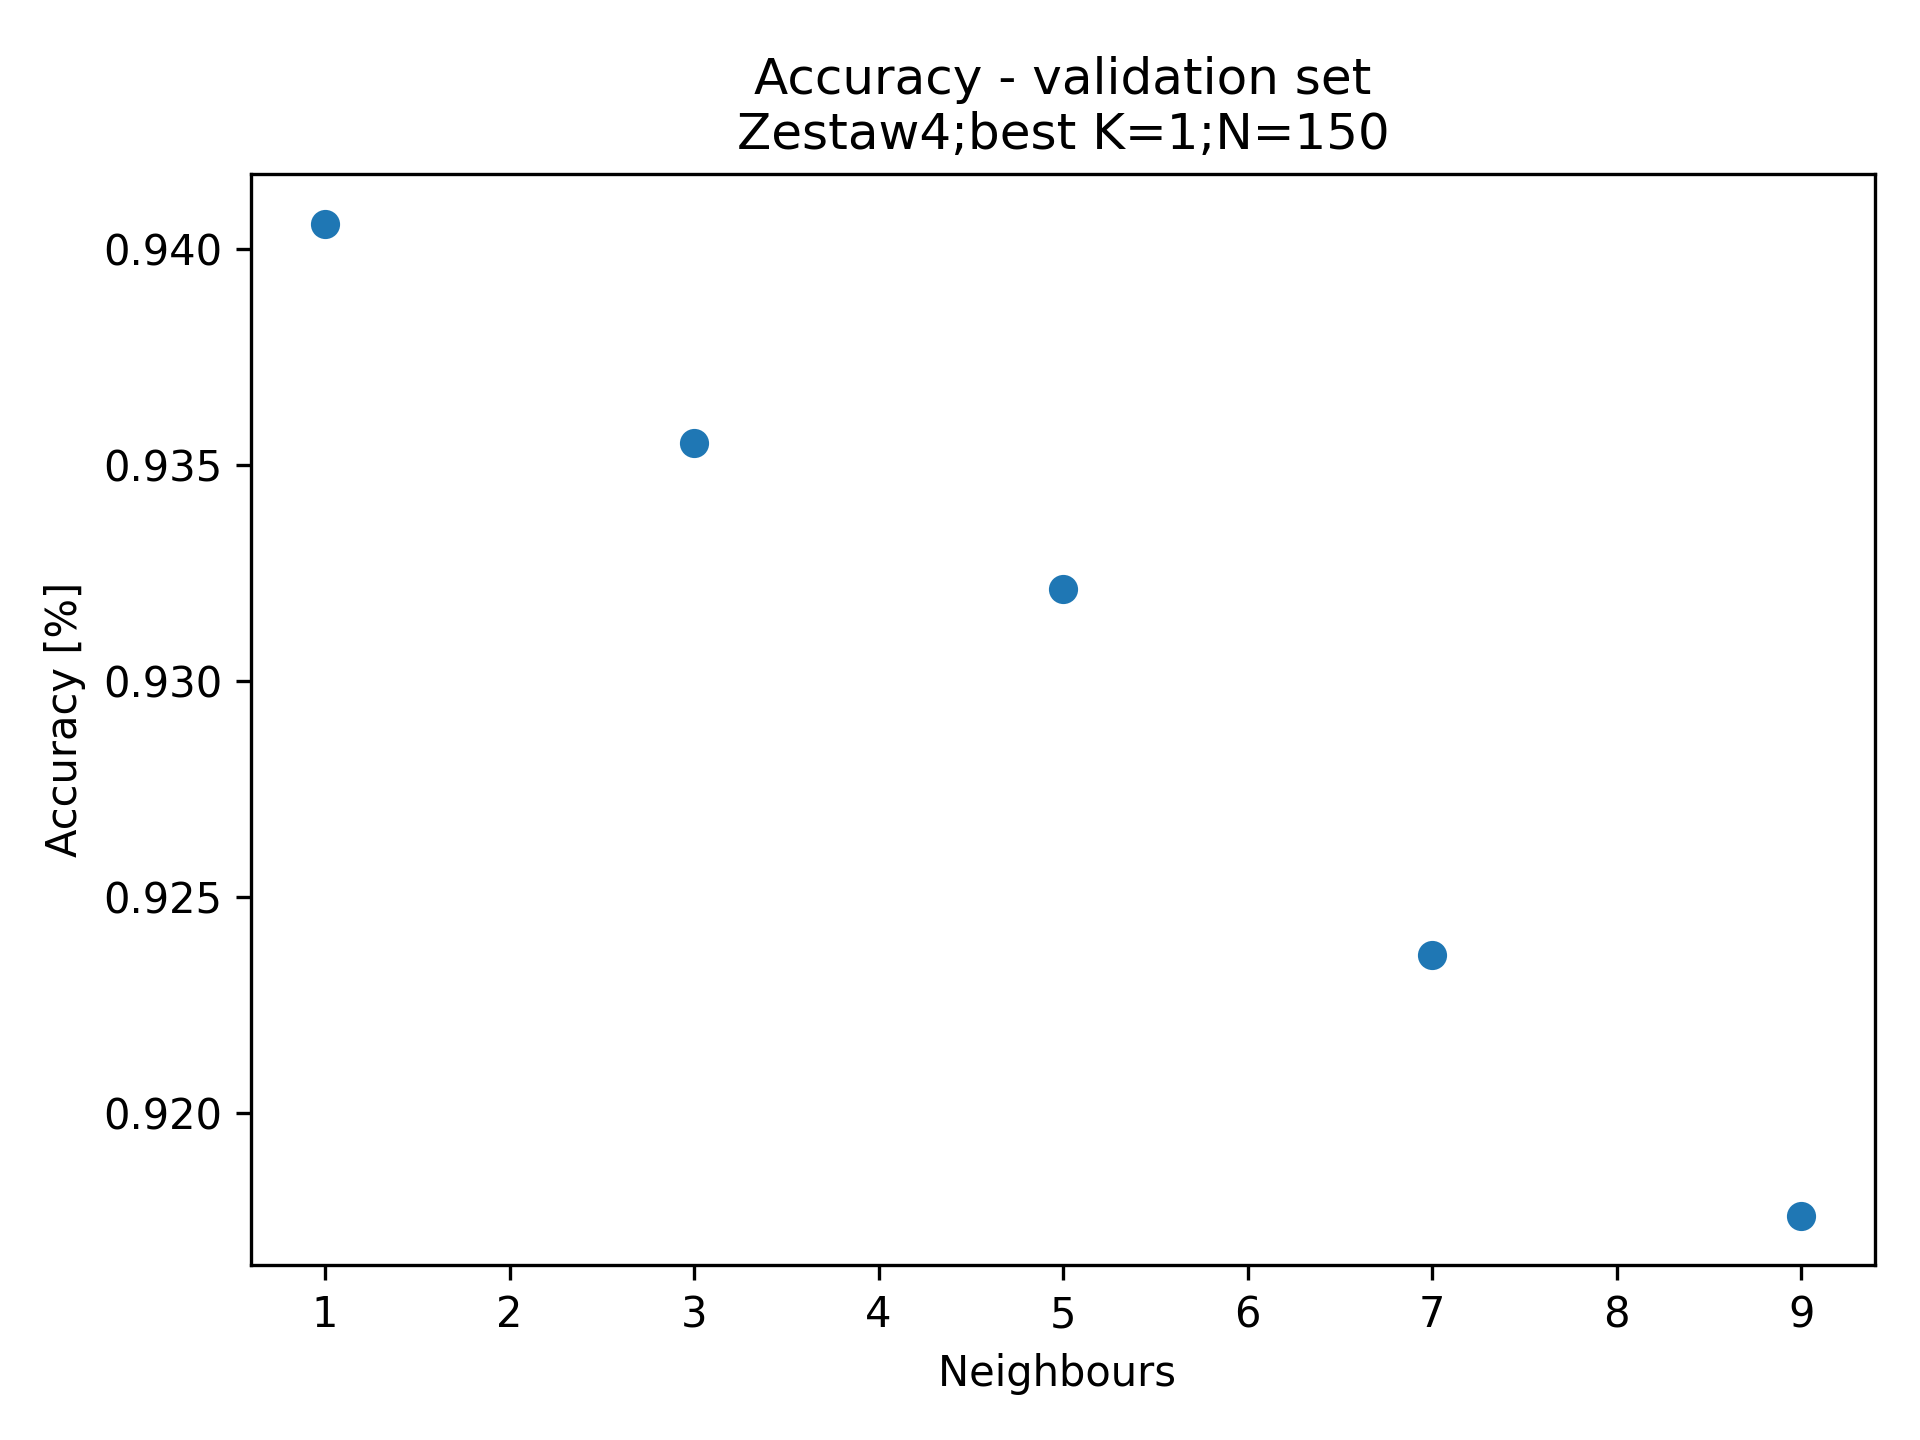 Accuracy - validation set
Zestaw4;best K=1;N=150
0.940
0.935
0.930
0.925
0.920
Accuracy [%]
1 2 3 4 5 6 7 8 9
Neighbours